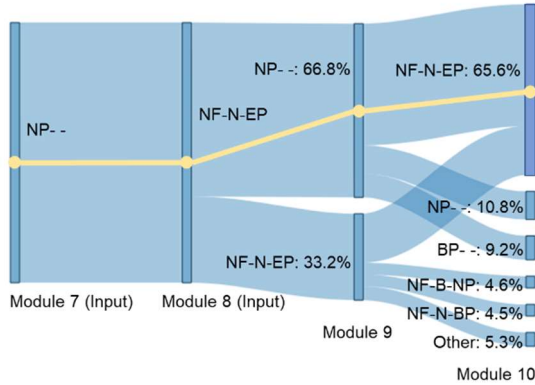 NP- -
NF-N-EP
NP- -: 66.8%
NF-N-EP: 65.6%
NF-N-EP: 33.2%
NP- -: 10.8%
BP- -: 9.2%
NF-B-NP: 4.6%
NF-N-BP: 4.5%
Other: 5.3%
Module 7 (Input)
Module 8 (Input)
Module 9
Module 10